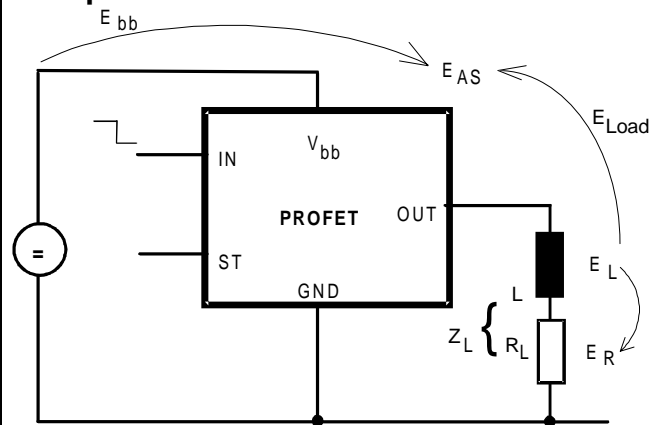 E bb
E AS
E Load
V bb
IN
PROFET
OUT
ST
GND
=
L
E L
Z L { R L
E R